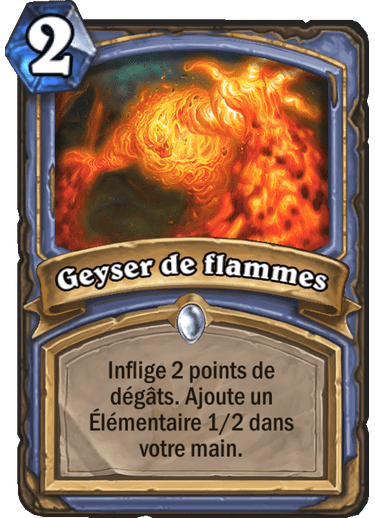 2
Geyser de flammes
Inflige 2 points de
dégâts. Ajoute un
Élémentaire 1/2 dans
votre main.